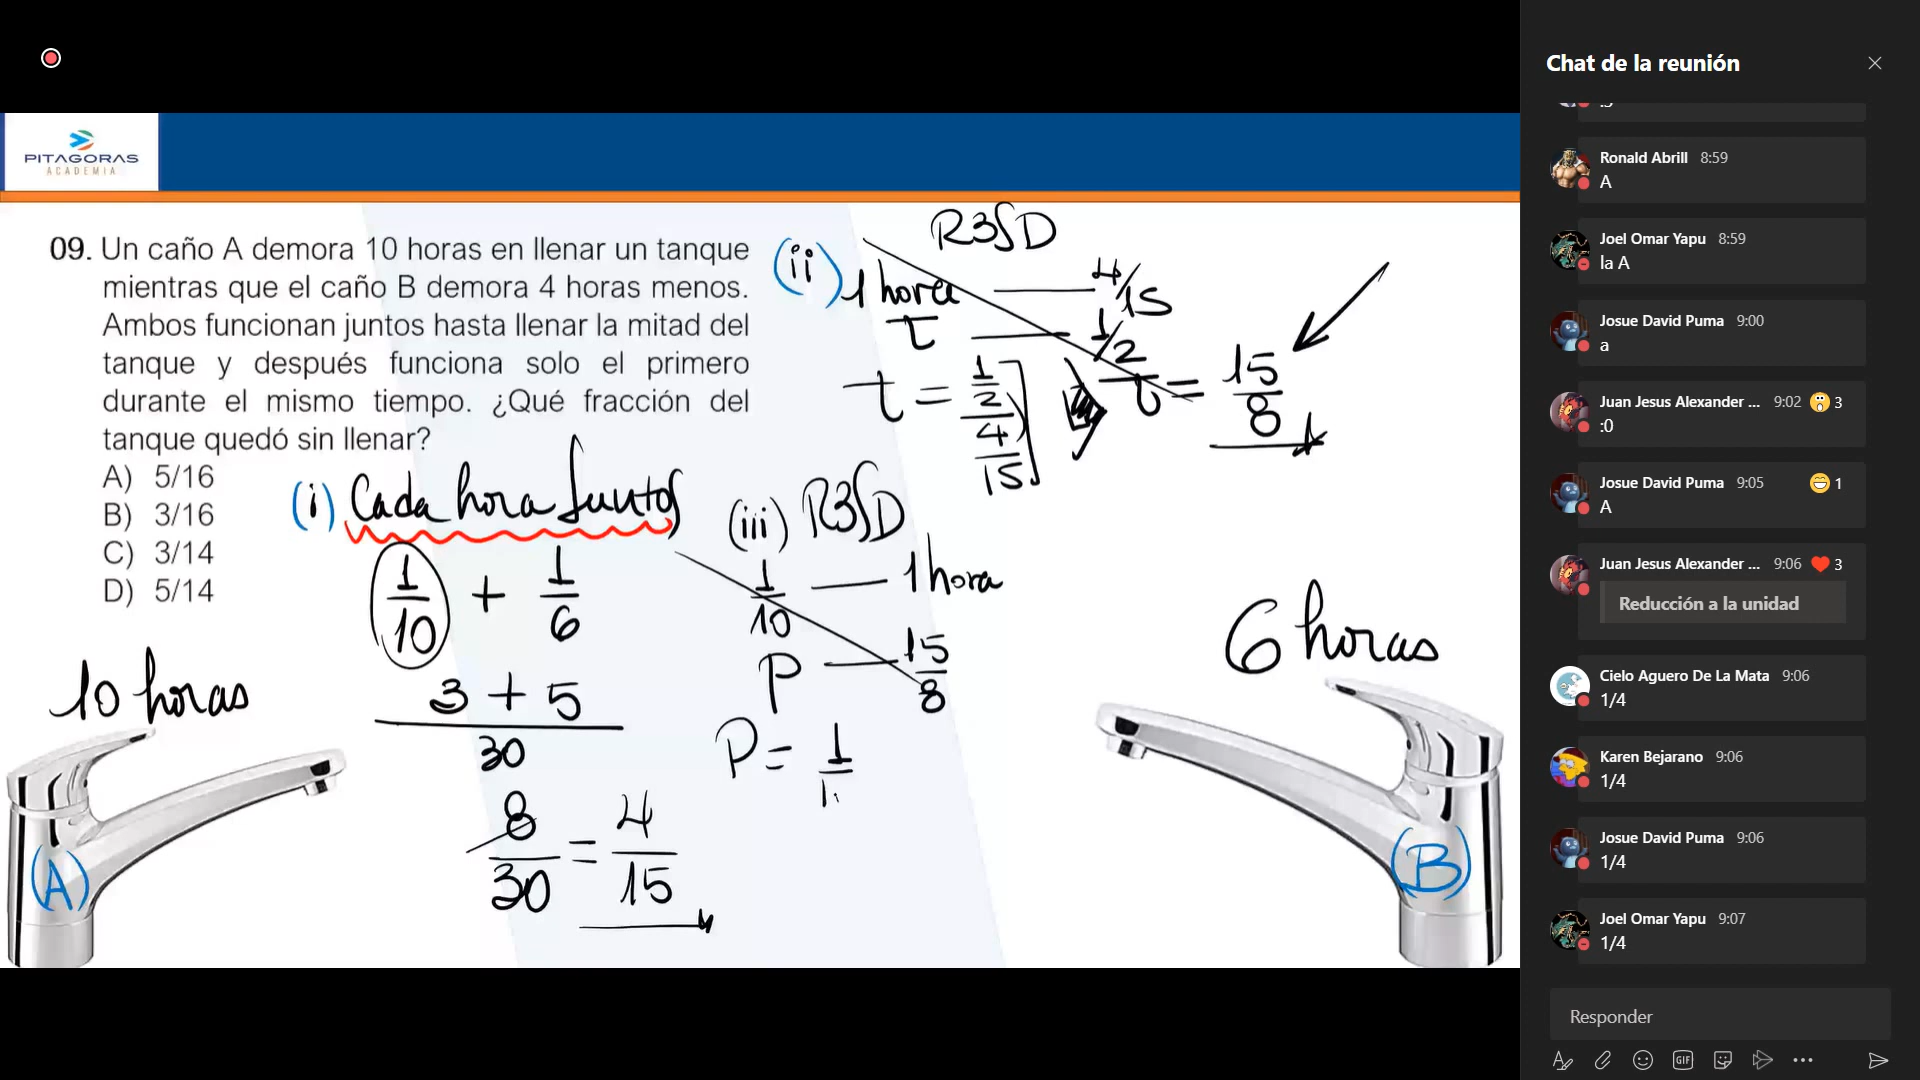 PITAGORAS
ACADEMIA
09. Un caño A demora 10 horas en llenar un tanque
mientras que el caño B demora 4 horas menos.
Ambos funcionan juntos hasta llenar la mitad del
tanque y después funciona solo el primero
durante el mismo tiempo. ¿Qué fracción del
tanque quedó sin llenar?
A) 5/16
B) 3/16
C) 3/14
D) 5/14
(i) Cada hora Juntos
1/10 + 1/6
3 + 5
30
8/30 = 4/15
(ii) R3SD
1 hora — 4/15
t — 1/2
t = 1/2 / 4/15
t = 15/8
(iii) R3SD
1/10 — 1 hora
P — 15/8
P = 1/
10 horas
(A)
6 horas
(B)
Chat de la reunión
Ronald Abrill 8:59
A
Joel Omar Yapu 8:59
la A
Josue David Puma 9:00
a
Juan Jesus Alexander ... 9:02 3
:0
Josue David Puma 9:05 1
A
Juan Jesus Alexander ... 9:06 3
Reducción a la unidad
Cielo Aguero De La Mata 9:06
1/4
Karen Bejarano 9:06
1/4
Josue David Puma 9:06
1/4
Joel Omar Yapu 9:07
1/4
Responder
GIF